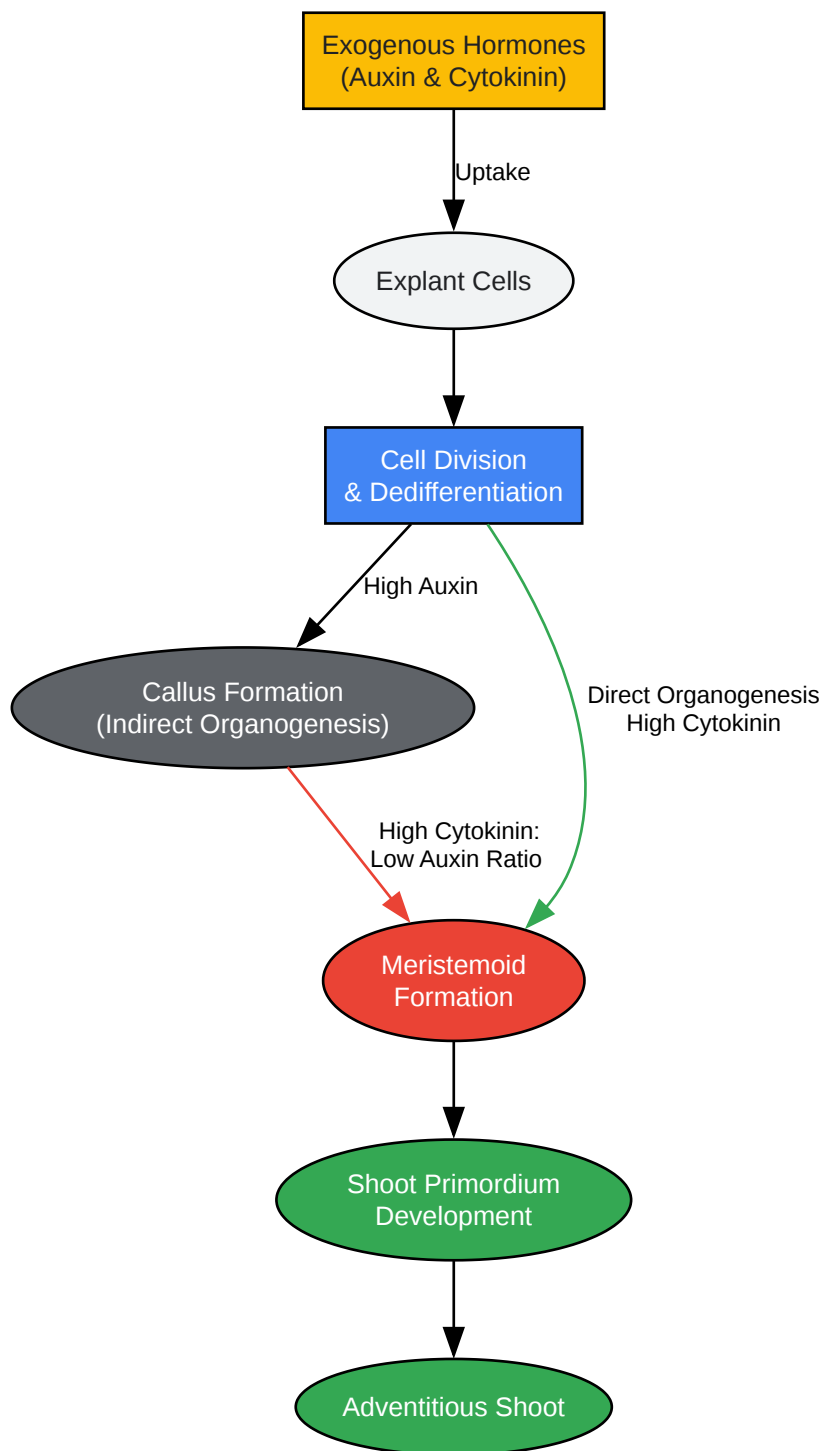 Exogenous Hormones
(Auxin & Cytokinin)
Uptake
Explant Cells
Cell Division
& Dedifferentiation
High Auxin
Callus Formation
(Indirect Organogenesis)
Direct Organogenesis
High Cytokinin
High Cytokinin:
Low Auxin Ratio
Meristemoid
Formation
Shoot Primordium
Development
Adventitious Shoot